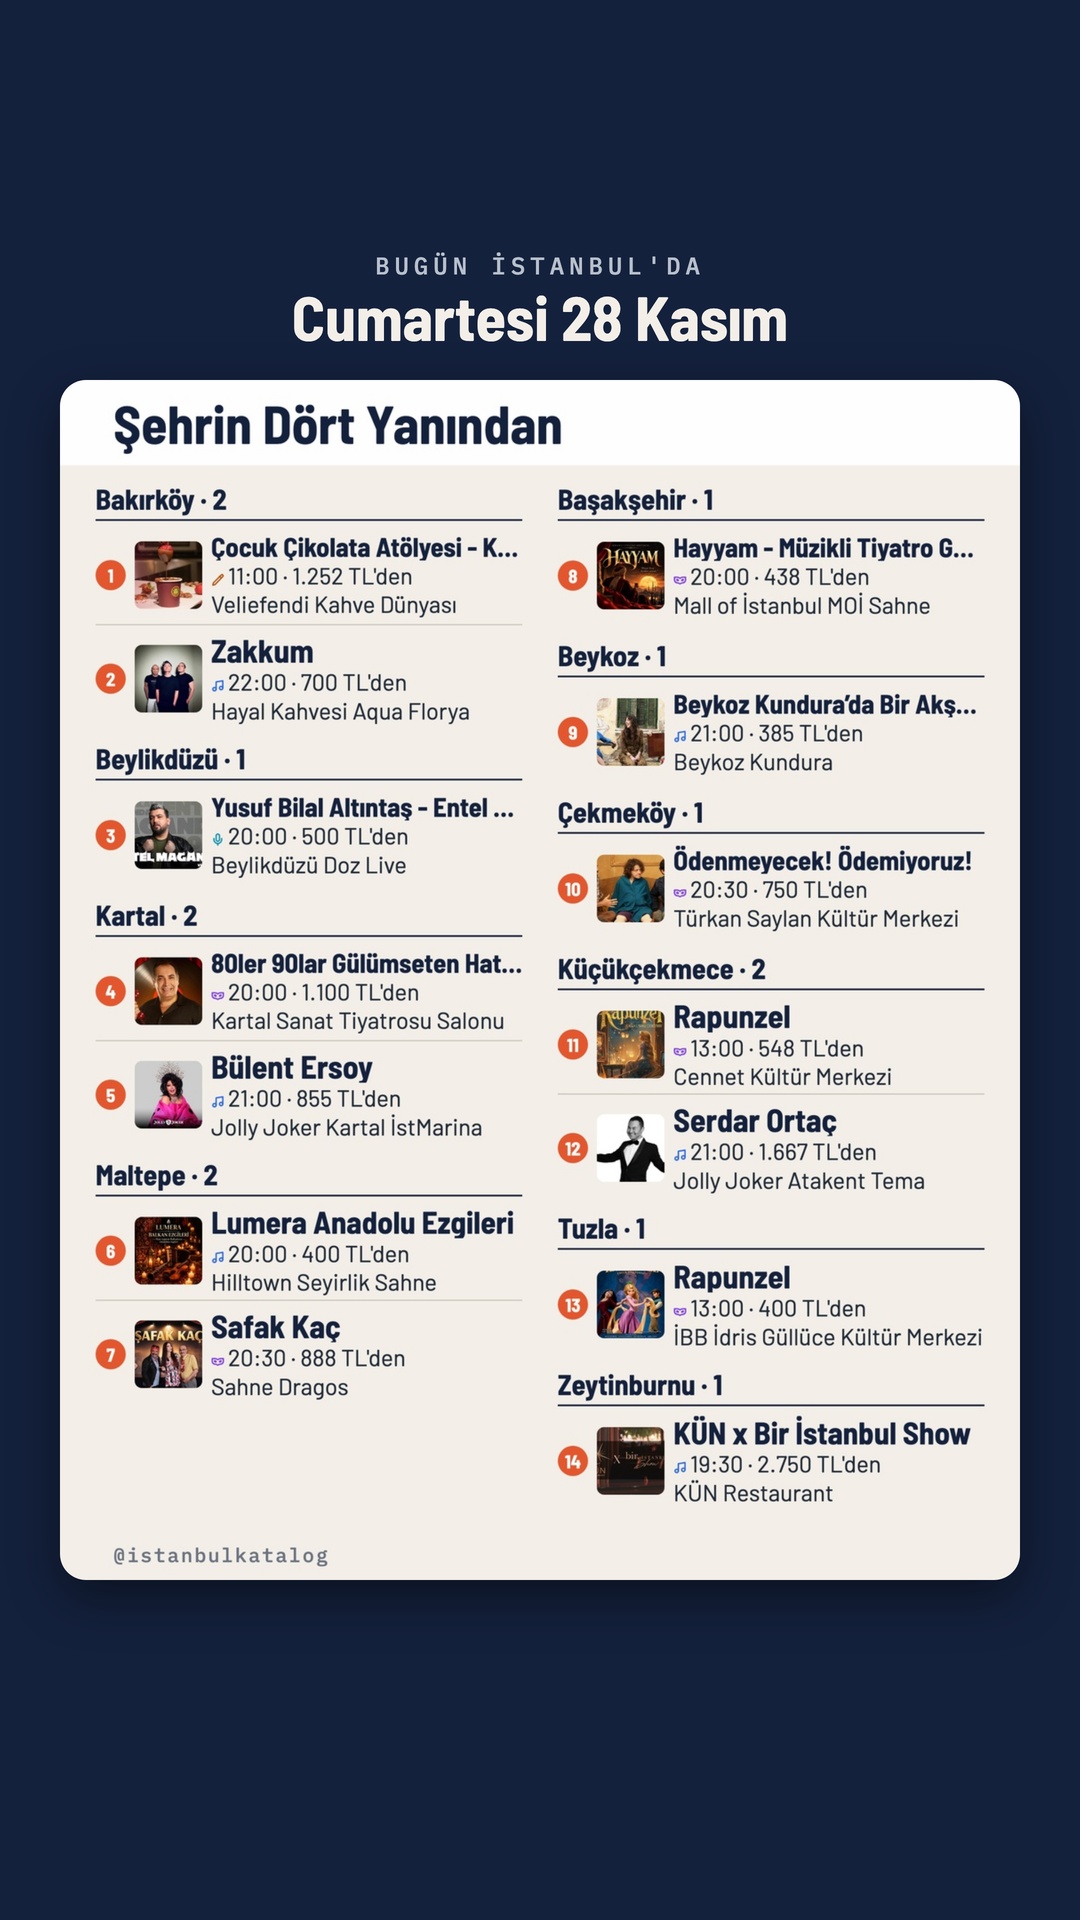 BUGÜN İSTANBUL'DA
Cumartesi 28 Kasım
Şehrin Dört Yanından
Bakırköy · 2
1
Çocuk Çikolata Atölyesi - K...
11:00 · 1.252 TL'den
Veliefendi Kahve Dünyası
2
Zakkum
22:00 · 700 TL'den
Hayal Kahvesi Aqua Florya
Beylikdüzü · 1
3
Yusuf Bilal Altıntaş - Entel ...
20:00 · 500 TL'den
Beylikdüzü Doz Live
Kartal · 2
4
80ler 90lar Gülümseten Hat...
20:00 · 1.100 TL'den
Kartal Sanat Tiyatrosu Salonu
5
Bülent Ersoy
21:00 · 855 TL'den
Jolly Joker Kartal İstMarina
Maltepe · 2
6
LUMERA
BALKAN EZGİLERİ
Lumera Anadolu Ezgileri
20:00 · 400 TL'den
Hilltown Seyirlik Sahne
7
ŞAFAK KAÇ
Safak Kaç
20:30 · 888 TL'den
Sahne Dragos
Başakşehir · 1
8
HAYYAM
Hayyam - Müzikli Tiyatro G...
20:00 · 438 TL'den
Mall of İstanbul MOİ Sahne
Beykoz · 1
9
Beykoz Kundura’da Bir Akş...
21:00 · 385 TL'den
Beykoz Kundura
Çekmeköy · 1
10
Ödenmeyecek! Ödemiyoruz!
20:30 · 750 TL'den
Türkan Saylan Kültür Merkezi
Küçükçekmece · 2
11
Rapunzel
Rapunzel
13:00 · 548 TL'den
Cennet Kültür Merkezi
12
Serdar Ortaç
21:00 · 1.667 TL'den
Jolly Joker Atakent Tema
Tuzla · 1
13
Rapunzel
13:00 · 400 TL'den
İBB İdris Güllüce Kültür Merkezi
Zeytinburnu · 1
14
KÜN x Bir İstanbul Show
19:30 · 2.750 TL'den
KÜN Restaurant
@istanbulkatalog